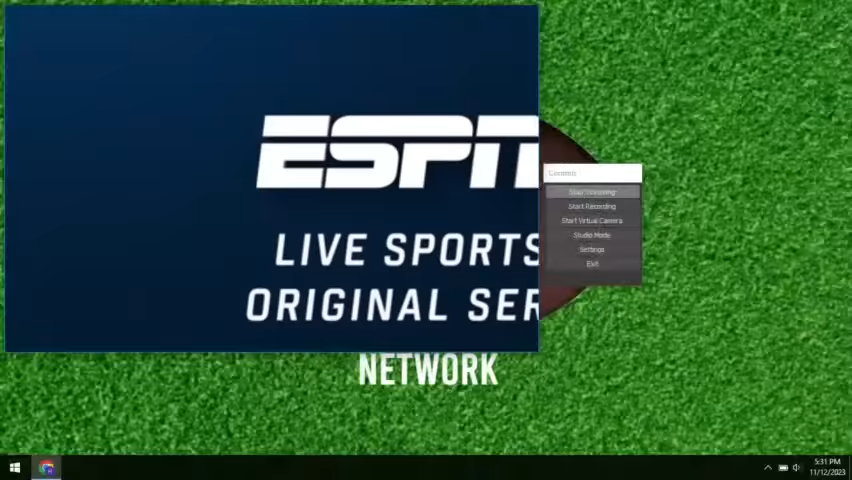 ESPN
LIVE SPORTS
ORIGINAL SER
NETWORK
Controls
Stop Streaming
Start Recording
Start Virtual Camera
Studio Mode
Settings
Exit
5:31 PM
11/12/2023